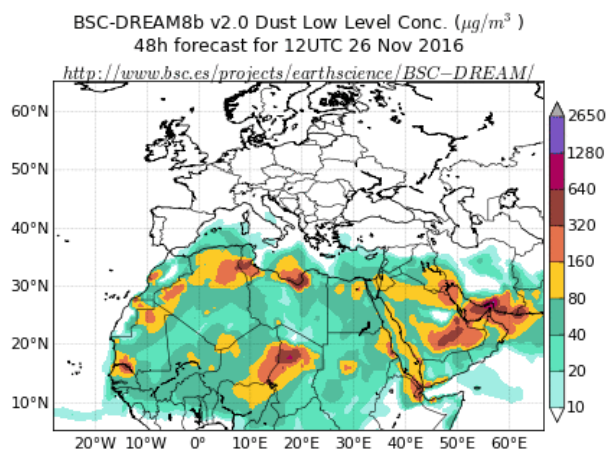 BSC-DREAM8b v2.0 Dust Low Level Conc. (μg/m³ )
48h forecast for 12UTC 26 Nov 2016
http://www.bsc.es/projects/earthscience/BSC−DREAM/
60°N
50°N
40°N
30°N
20°N
10°N
20°W 10°W 0° 10°E 20°E 30°E 40°E 50°E 60°E
2650
1280
640
320
160
80
40
20
10